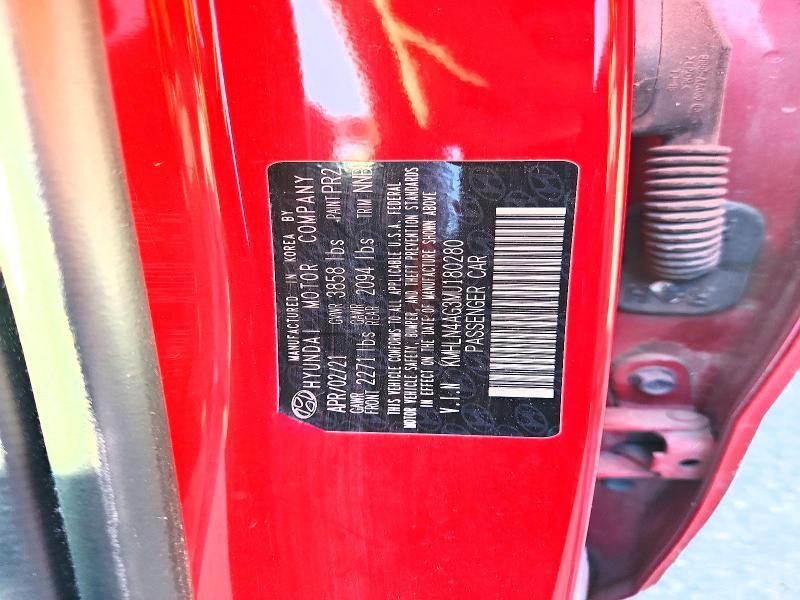 MANUFACTURED IN KOREA BY
HYUNDAI MOTOR COMPANY
APR/02/21 GVWR 3858 lbs PAINT PR2
GAWR FRONT 2271 lbs GAWR REAR 2094 lbs TRIM NNB
THIS VEHICLE CONFORMS TO ALL APPLICABLE U.S.A. FEDERAL
MOTOR VEHICLE SAFETY, BUMPER, AND THEFT PREVENTION STANDARDS
IN EFFECT ON THE DATE OF MANUFACTURE SHOWN ABOVE
V.I.N KMHLN4AG3MU180280
PASSENGER CAR